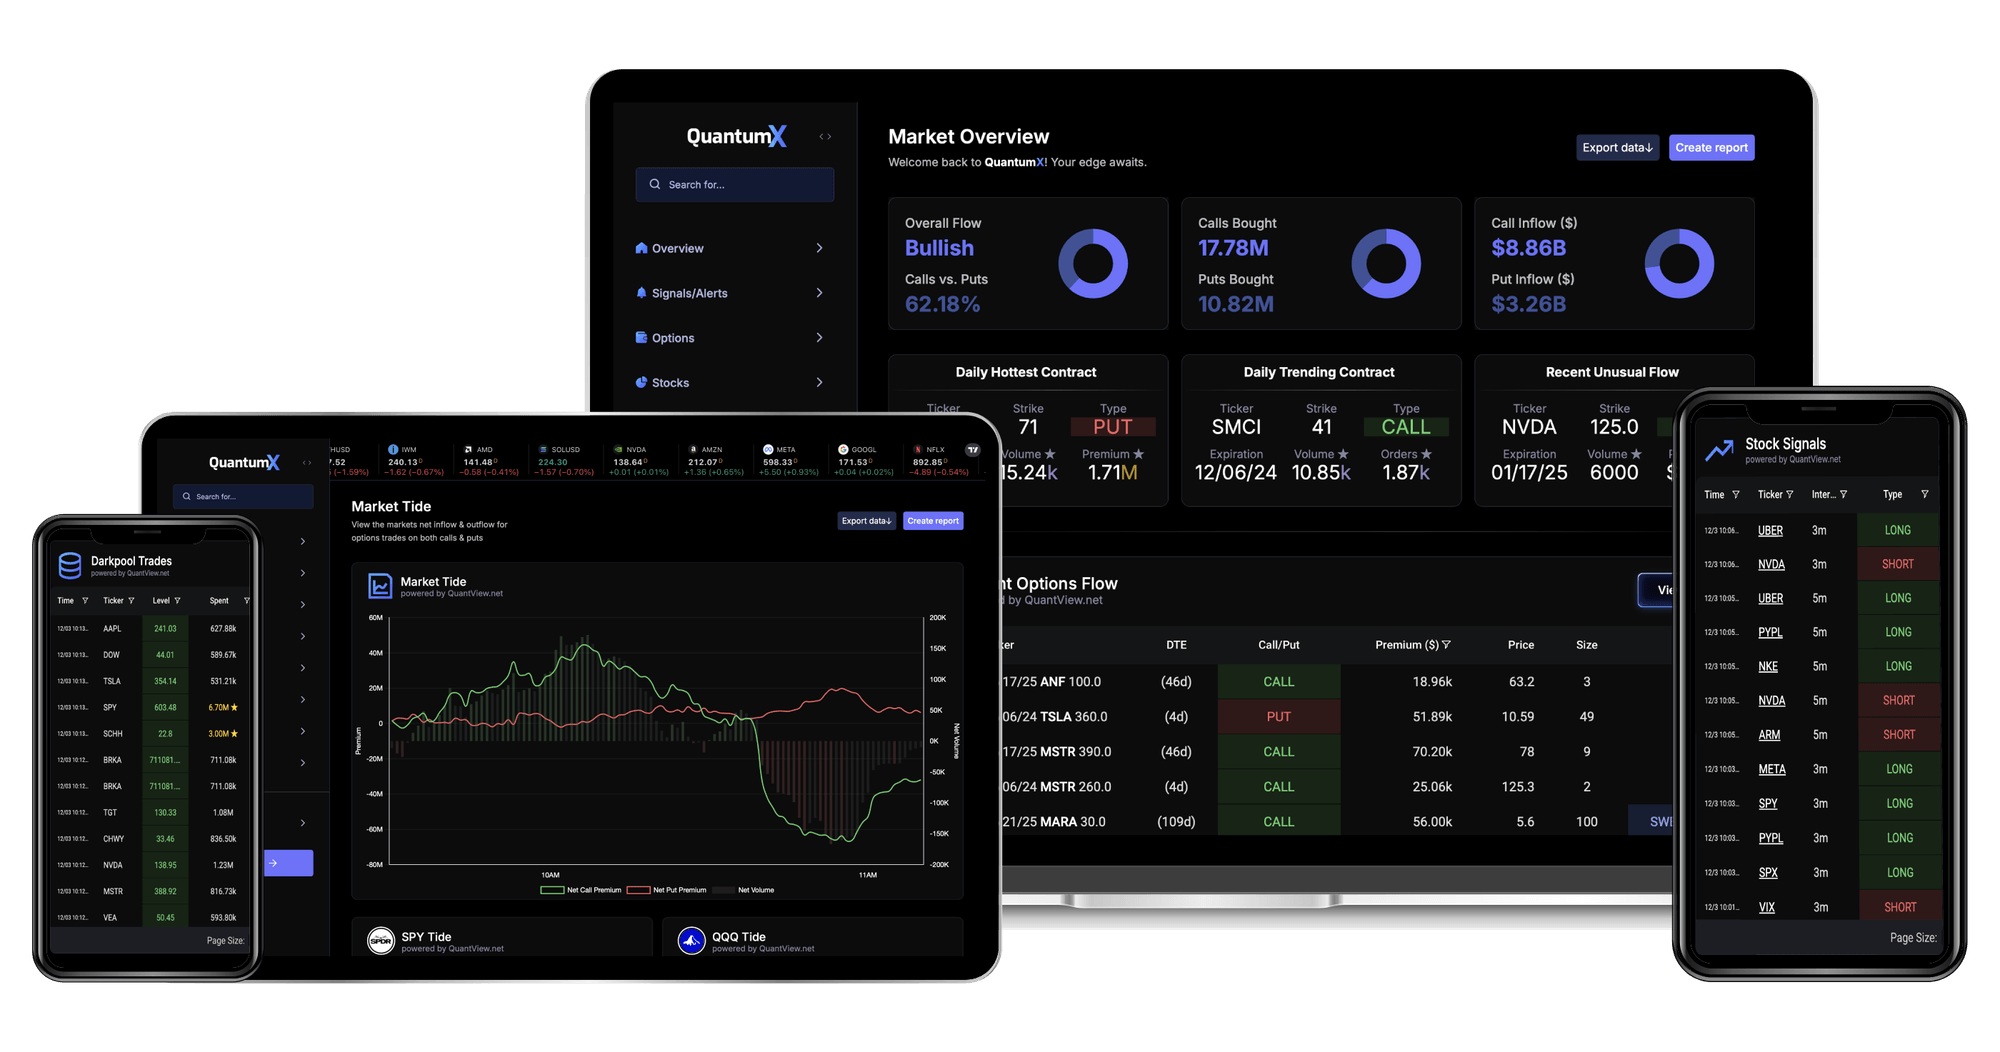 QuantumX
Search for...
Overview
Signals/Alerts
Options
Stocks
Market Overview
Welcome back to QuantumX! Your edge awaits.
Export data↓
Create report
Overall Flow
Bullish
Calls vs. Puts
62.18%
Calls Bought
17.78M
Puts Bought
10.82M
Call Inflow ($)
$8.86B
Put Inflow ($)
$3.26B
Daily Hottest Contract
Ticker Strike Type
71 PUT
Volume ★ Premium ★
15.24k 1.71M
Daily Trending Contract
Ticker Strike Type
SMCI 41 CALL
Expiration Volume ★ Orders ★
12/06/24 10.85k 1.87k
Recent Unusual Flow
Ticker Strike
NVDA 125.0
Expiration Volume ★
01/17/25 6000 $
nt Options Flow
d by QuantView.net
Vie
ker DTE Call/Put Premium ($) Price Size
17/25 ANF 100.0 (46d) CALL 18.96k 63.2 3
06/24 TSLA 360.0 (4d) PUT 51.89k 10.59 49
17/25 MSTR 390.0 (46d) CALL 70.20k 78 9
06/24 MSTR 260.0 (4d) CALL 25.06k 125.3 2
21/25 MARA 30.0 (109d) CALL 56.00k 5.6 100 SWE
QuantumX
Search for...
HUSD IWM AMD SOLUSD NVDA AMZN META GOOGL NFLX
7.52 240.13 141.48 224.30 138.64 212.07 598.33 171.53 892.85
(-1.59%) -1.62 (-0.67%) -0.58 (-0.41%) -1.57 (-0.70%) +0.01 (+0.01%) +1.36 (+0.65%) +5.50 (+0.93%) +0.04 (+0.02%) -4.89 (-0.54%)
Market Tide
View the markets net inflow & outflow for
options trades on both calls & puts
Export data↓
Create report
Market Tide
powered by QuantView.net
60M
40M
20M
0
-20M
-40M
-60M
-80M
Premium
200K
150K
100K
50K
0K
-50K
-100K
-150K
-200K
Net Volume
10AM 11AM
Net Call Premium Net Put Premium Net Volume
SPDR
SPY Tide
powered by QuantView.net
QQQ Tide
powered by QuantView.net
Darkpool Trades
powered by QuantView.net
Time Ticker Level Spent
12/03 10:13... AAPL 241.03 627.88k
12/03 10:13... DOW 44.01 589.67k
12/03 10:13... TSLA 354.14 531.21k
12/03 10:13... SPY 603.48 6.70M ★
12/03 10:13... SCHH 22.8 3.00M ★
12/03 10:12... BRKA 711081... 711.08k
12/03 10:12... BRKA 711081... 711.08k
12/03 10:12... TGT 130.33 1.08M
12/03 10:12... CHWY 33.46 836.50k
12/03 10:12... NVDA 138.95 1.23M
12/03 10:12... MSTR 388.92 816.73k
12/03 10:12... VEA 50.45 593.80k
Page Size:
Stock Signals
powered by QuantView.net
Time Ticker Inter... Type
12/3 10:06... UBER 3m LONG
12/3 10:06... NVDA 3m SHORT
12/3 10:05... UBER 5m LONG
12/3 10:05... PYPL 5m LONG
12/3 10:05... NKE 5m LONG
12/3 10:05... NVDA 5m SHORT
12/3 10:05... ARM 5m SHORT
12/3 10:03... META 3m LONG
12/3 10:03... SPY 3m LONG
12/3 10:03... PYPL 3m LONG
12/3 10:03... SPX 3m LONG
12/3 10:01... VIX 3m SHORT
Page Size: